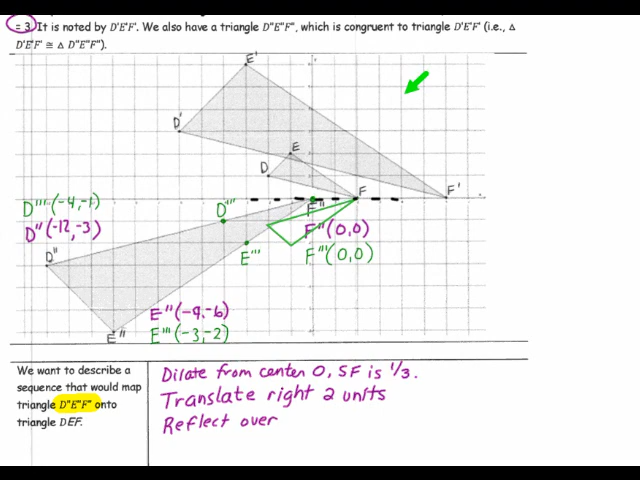 = 3. It is noted by D'E'F'. We also have a triangle D"E"F", which is congruent to triangle D'E'F' (i.e., △
D'E'F' ≅ △ D"E"F").
E'
D'
E
D
F
F'
D'''(-4,-1)
D'''
F"
D"(-12,-3)
F"(0,0)
D"
E'''
F'''(0,0)
E"(-9,-6)
E"
E'''(-3,-2)
We want to describe a
sequence that would map
triangle D"E"F" onto
triangle DEF.
Dilate from center O, SF is 1/3.
Translate right 2 units
Reflect over